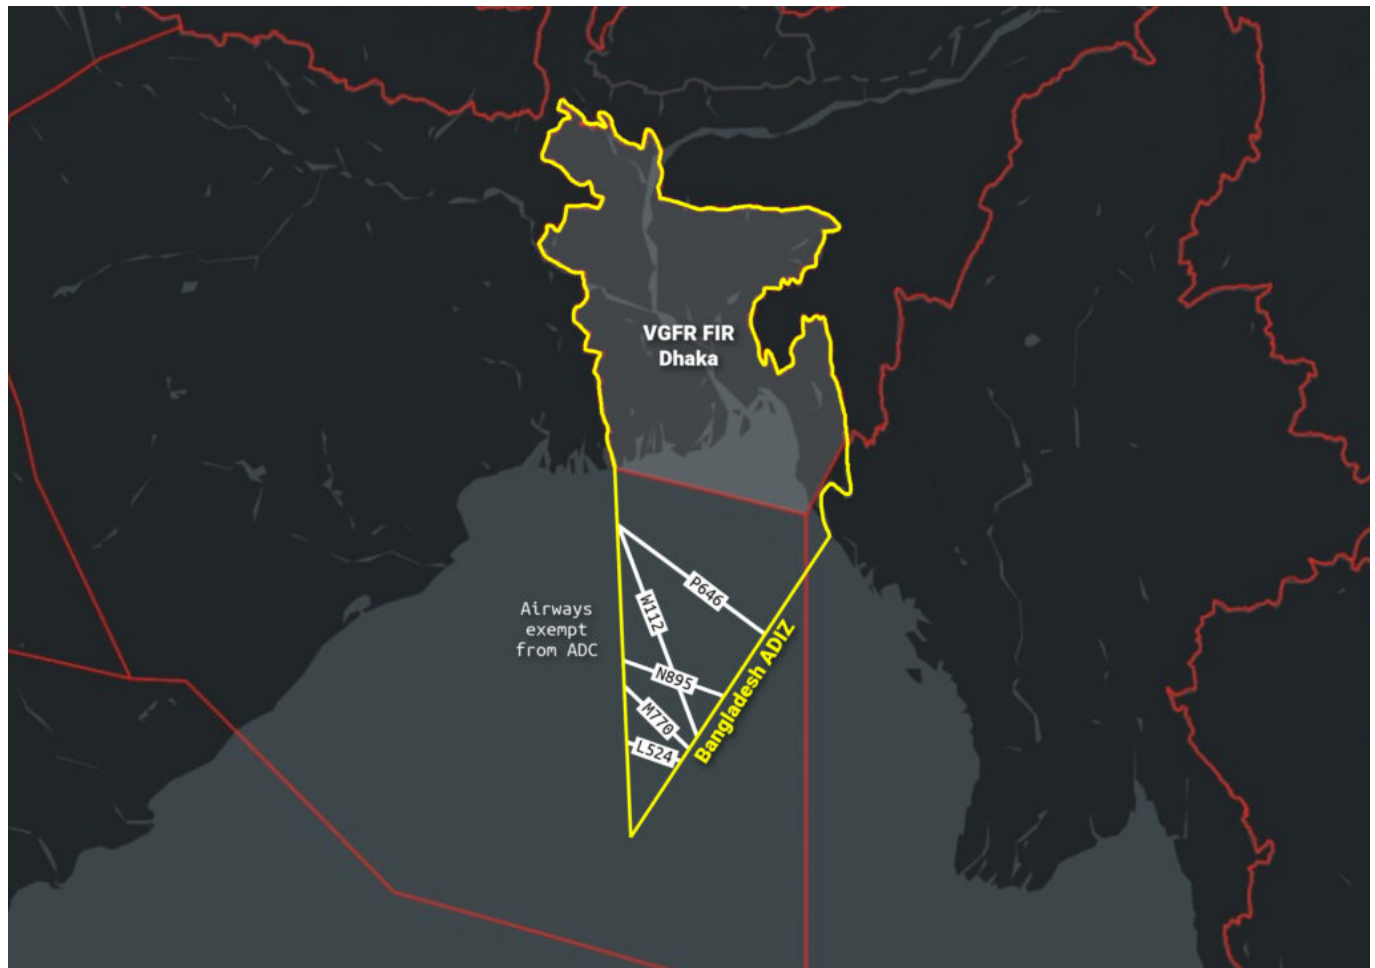 VGFR FIR
Dhaka
P646
W112
Airways
exempt
from ADC
N895
M770
L524
Bangladesh ADIZ